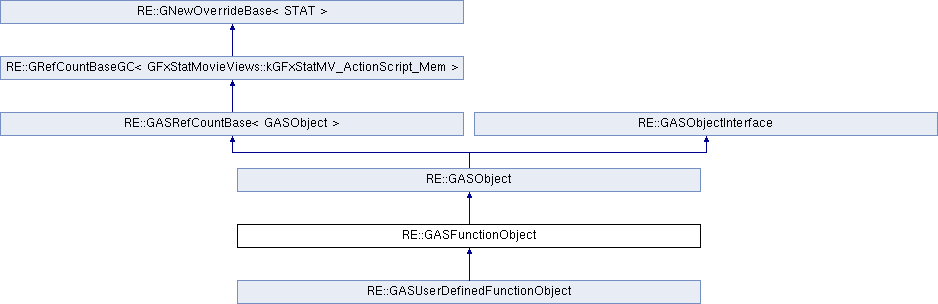 RE::GNewOverrideBase< STAT >
RE::GRefCountBaseGC< GFxStatMovieViews::kGFxStatMV_ActionScript_Mem >
RE::GASRefCountBase< GASObject >
RE::GASObjectInterface
RE::GASObject
RE::GASFunctionObject
RE::GASUserDefinedFunctionObject